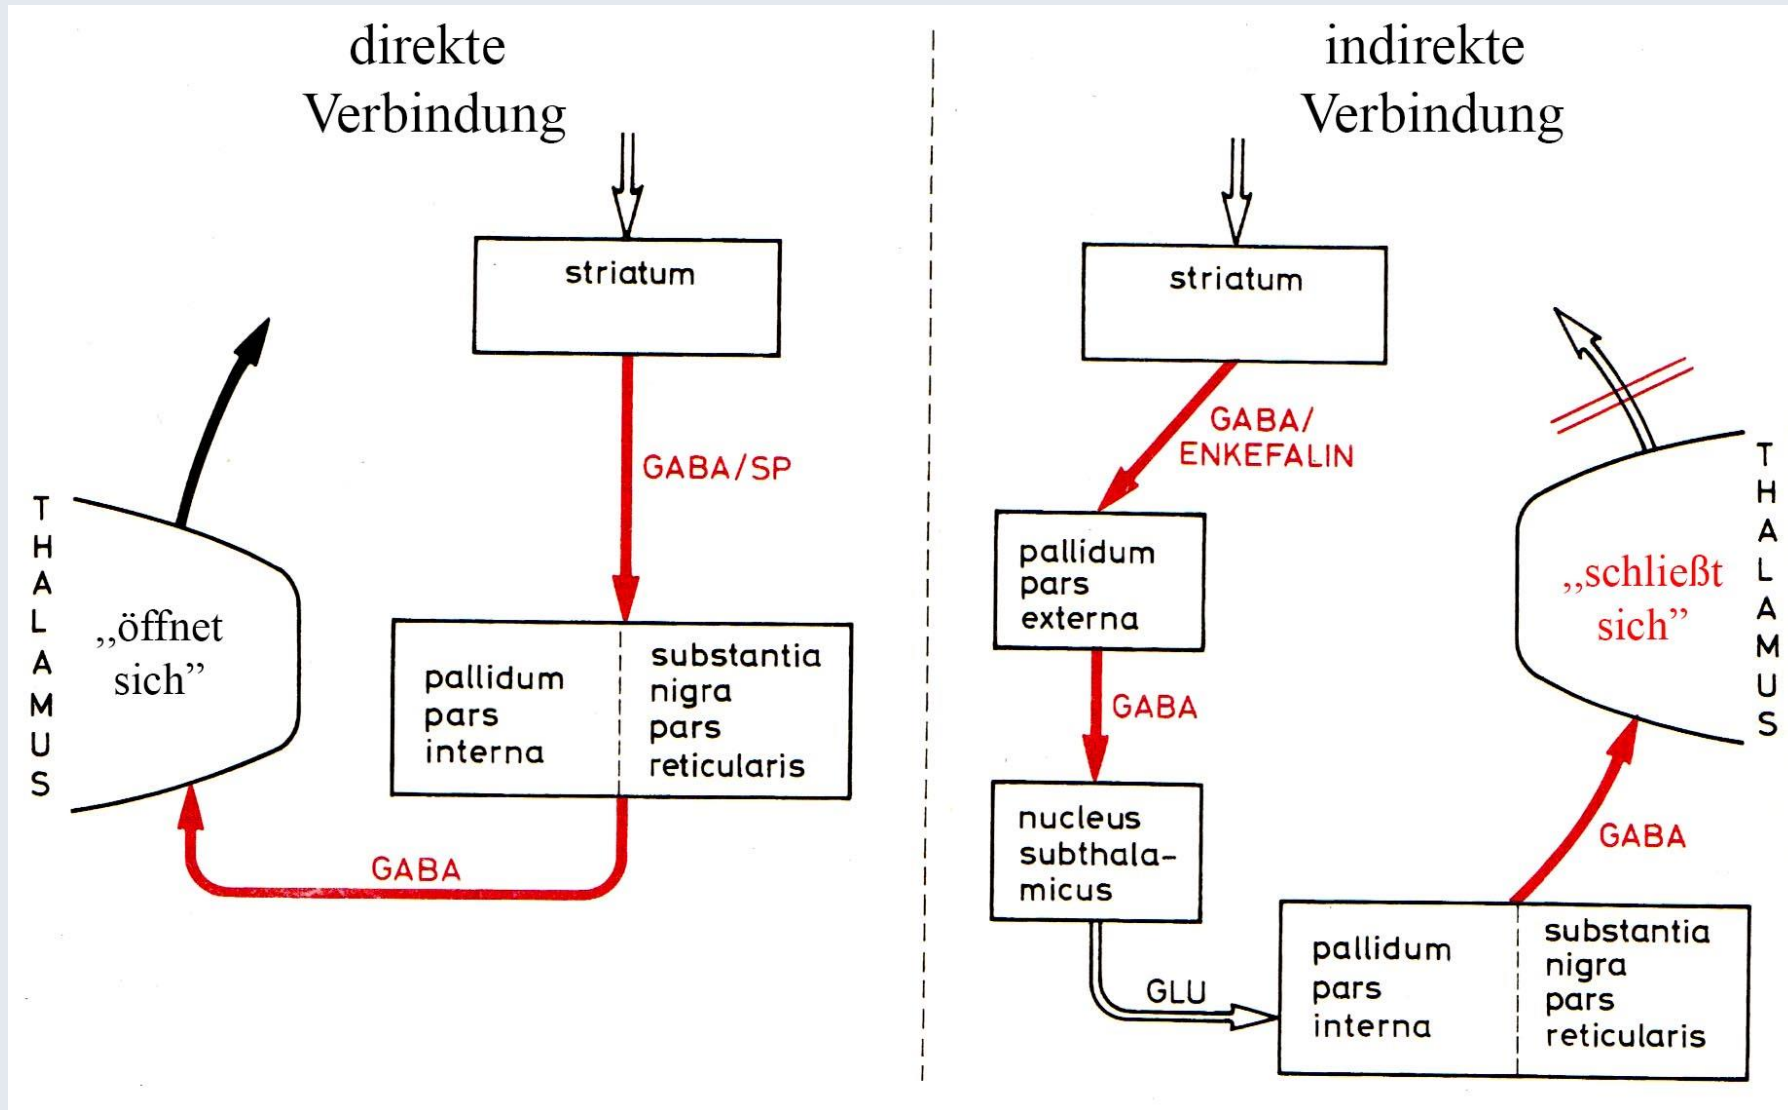 direkte
Verbindung
striatum
GABA/SP
THALAMUS
„öffnet
sich”
pallidum
pars
interna
substantia
nigra
pars
reticularis
GABA
indirekte
Verbindung
striatum
GABA/
ENKEFALIN
pallidum
pars
externa
GABA
nucleus
subthala-
micus
GLU
pallidum
pars
interna
substantia
nigra
pars
reticularis
GABA
THALAMUS
„schließt
sich”